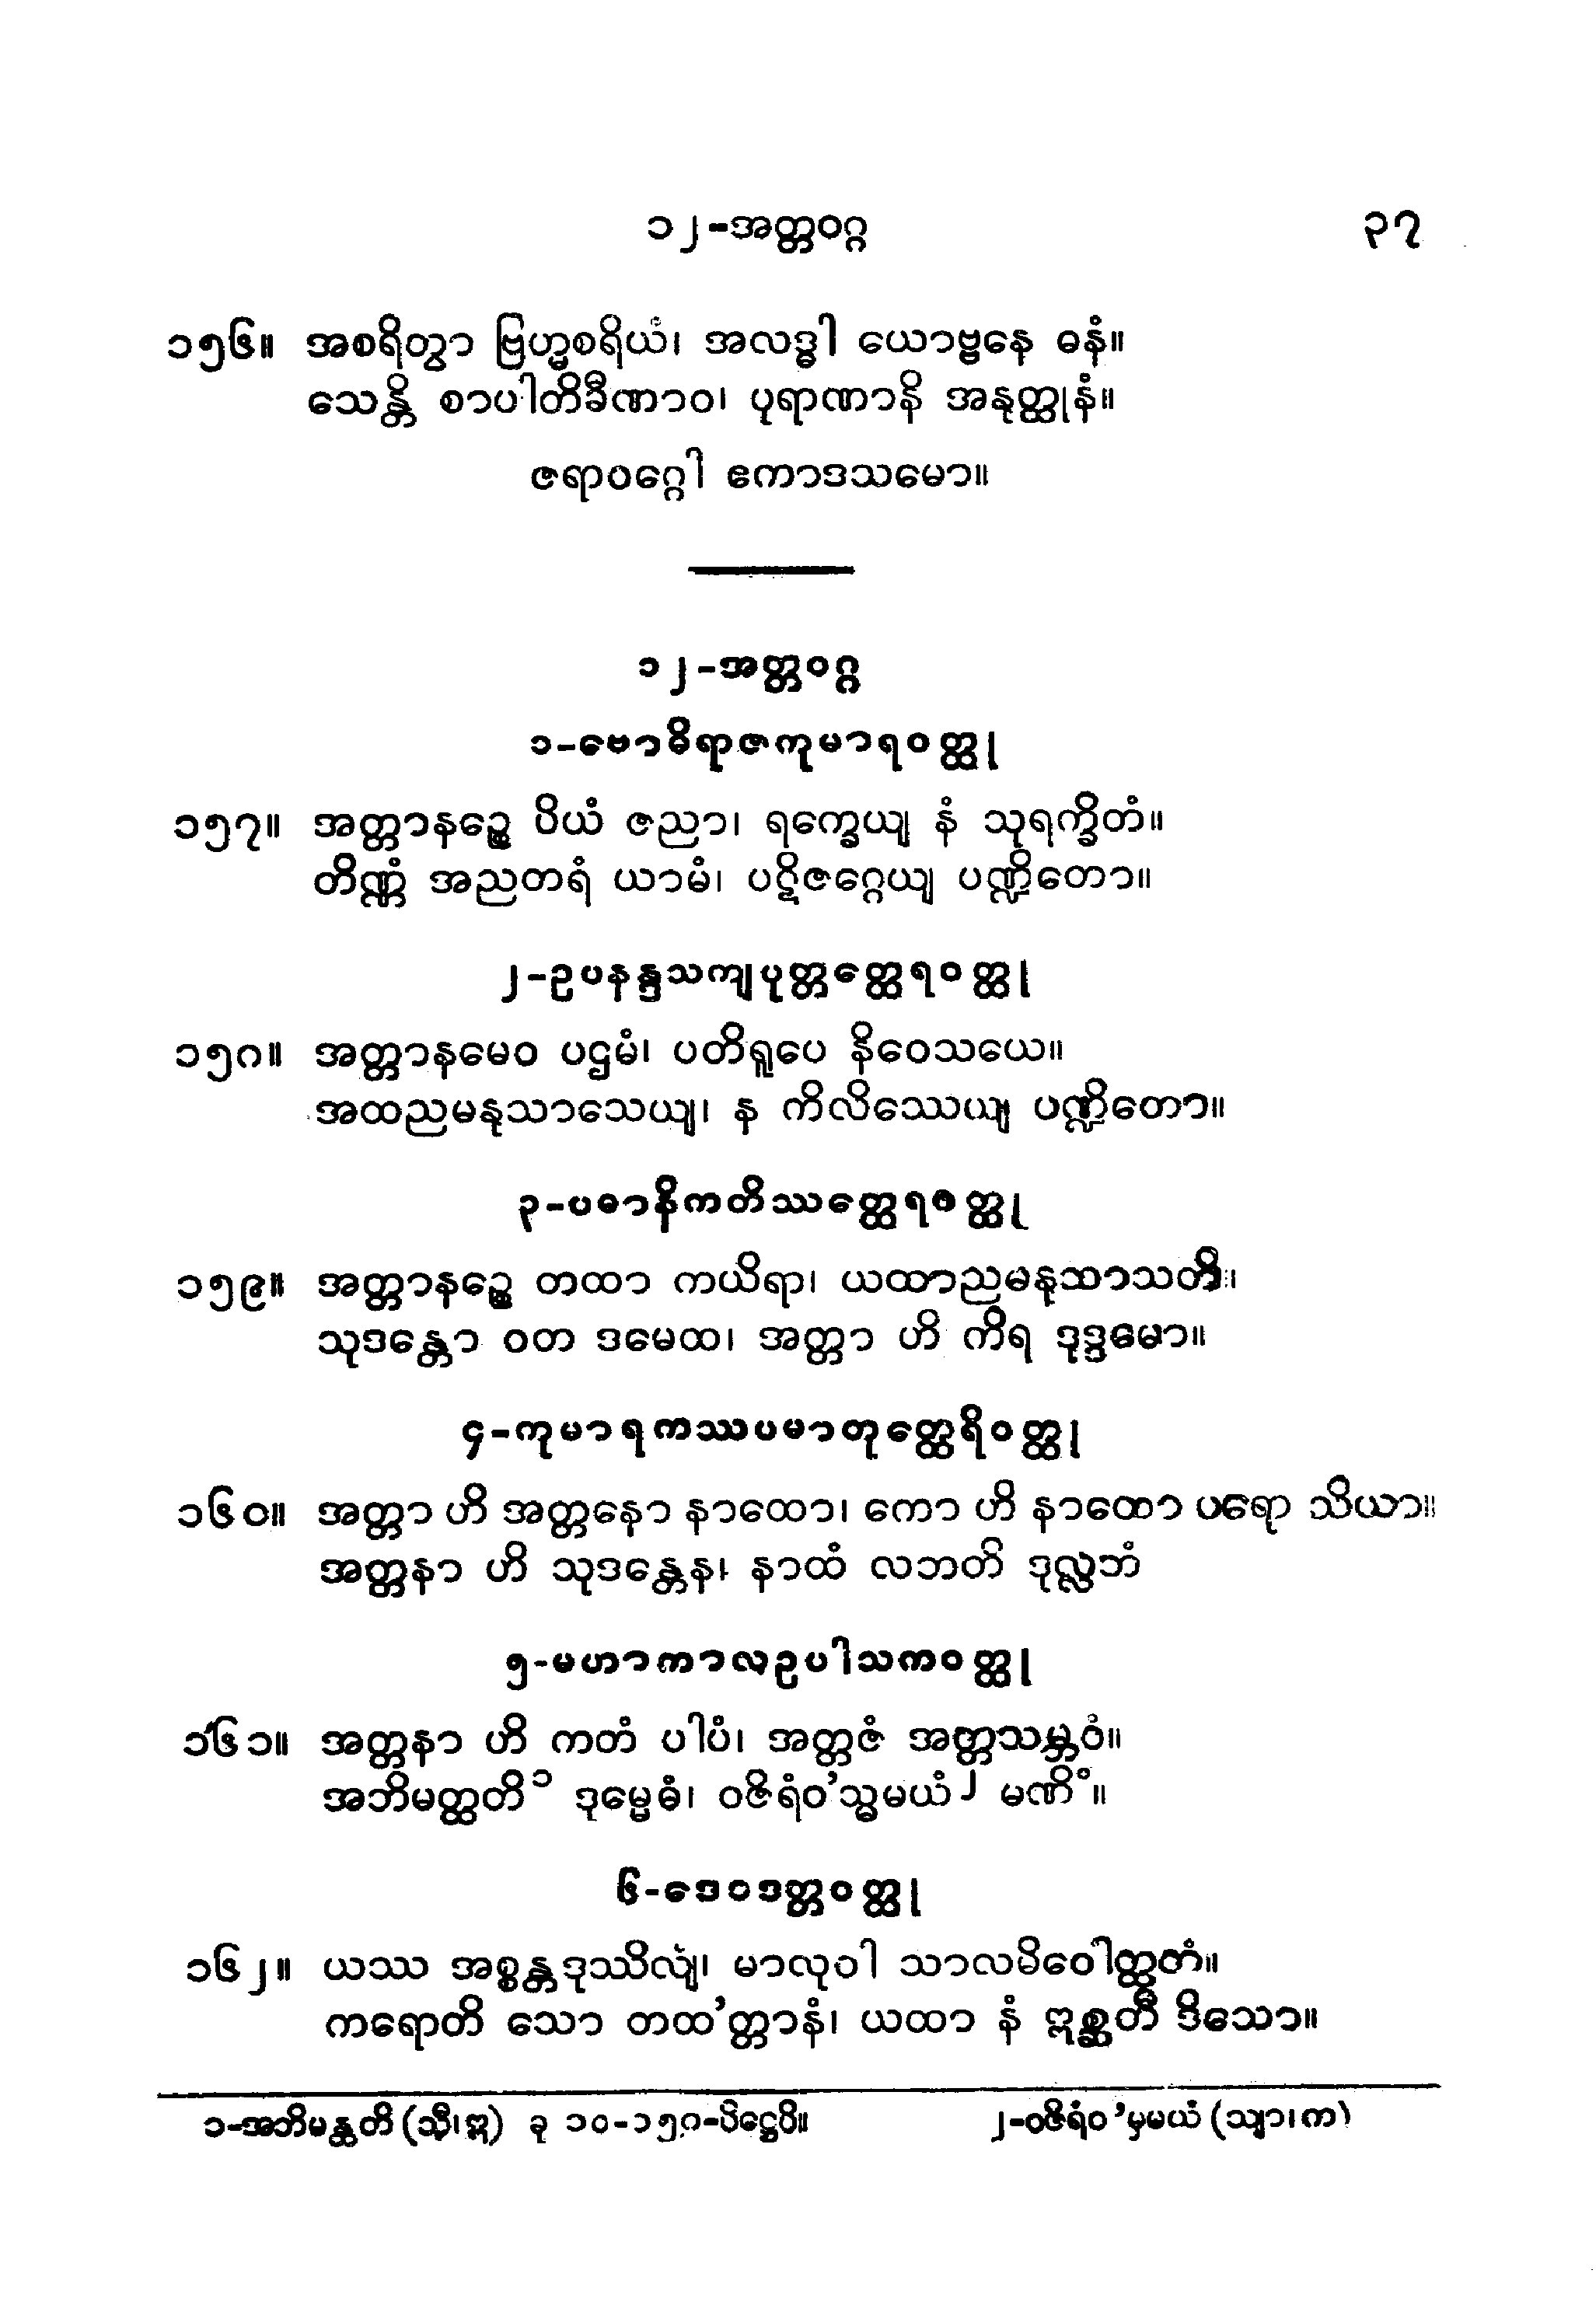 ၁၂-အတ္တဝဂ္ဂ ၃၇
၁၅၆။ အစရိတွာ ဗြဟ္မစရိယံ၊ အလဒ္ဓါ ယောဗ္ဗနေ ဓနံ။
သေန္တိ စာပါတိခီဏာဝ၊ ပုရာဏာနိ အနုတ္ထုနံ။
ဇရာဝဂ္ဂေါ ဧကာဒသမော။
၁၂-အတ္တဝဂ္ဂ
၁-ဗောဓိရာဇကုမာရဝတ္ထု
၁၅၇။ အတ္တာနဉ္စေ ပိယံ ဇညာ၊ ရက္ခေယျ နံ သုရက္ခိတံ။
တိဏ္ဏံ အညတရံ ယာမံ၊ ပဋိဇဂ္ဂေယျ ပဏ္ဍိတော။
၂-ဥပနန္ဒသကျပုတ္တတ္ထေရဝတ္ထု
၁၅၈။ အတ္တာနမေဝ ပဌမံ၊ ပတိရူပေ နိဝေသယေ။
အထညမနုသာသေယျ၊ န ကိလိဿေယျ ပဏ္ဍိတော။
၃-ပဓာနိကတိဿတ္ထေရဝတ္ထု
၁၅၉။ အတ္တာနဉ္စေ တထာ ကယိရာ၊ ယထာညမနုသာသတိ။
သုဒန္တော ဝတ ဒမေထ၊ အတ္တာ ဟိ ကိရ ဒုဒ္ဒမော။
၄-ကုမာရကဿပမာတုတ္ထေရိဝတ္ထု
၁၆၀။ အတ္တာ ဟိ အတ္တနော နာထော၊ ကော ဟိ နာထော ပရော သိယာ။
အတ္တနာ ဟိ သုဒန္တေန၊ နာထံ လဘတိ ဒုလ္လဘံ
၅-မဟာကာလဥပါသကဝတ္ထု
၁၆၁။ အတ္တနာ ဟိ ကတံ ပါပံ၊ အတ္တဇံ အတ္တသမ္ဘဝံ။
အဘိမတ္ထတိ ၁ ဒုမ္မေဓံ၊ ဝဇိရံဝ’သ္မမယံ ၂ မဏိံ။
၆-ဒေဝဒတ္တဝတ္ထု
၁၆၂။ ယဿ အစ္စန္တဒုဿီလျံ၊ မာလုဝါ သာလမိဝေါတ္ထတံ။
ကရောတိ သော တထ’တ္တာနံ၊ ယထာ နံ ဣစ္ဆတီ ဒိသော။
၁-အဘိမန္ထတိ (သီ၊ဣ) ခု ၁၀-၁၅၈-ပိဋ္ဌေပိ။ ၂-ဝဇိရံဝ’မှမယံ (သျာ၊က)